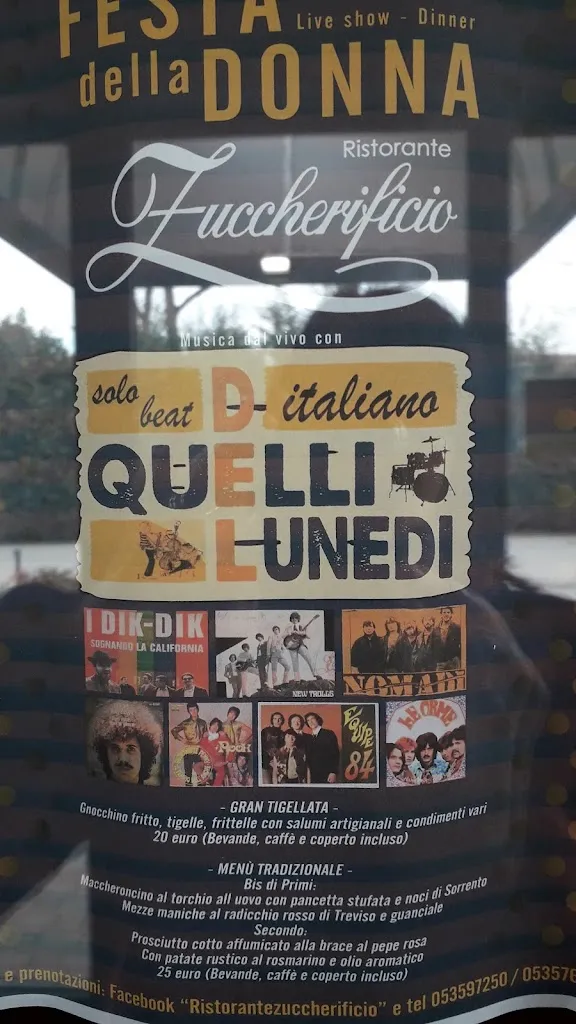 FESTA Live show - Dinner
della DONNA
Ristorante
Zuccherificio
Musica dal vivo con
solo beat italiano
QUELLI
DEL
LUNEDI
I DIK-DIK
SOGNANDO LA CALIFORNIA
NEW TROLLS
NOMADI
Rock
Equipe 84
LE ORME
- GRAN TIGELLATA -
Gnocchino fritto, tigelle, frittelle con salumi artigianali e condimenti vari
20 euro (Bevande, caffè e coperto incluso)
- MENÙ TRADIZIONALE -
Bis di Primi:
Maccheroncino al torchio all uovo con pancetta stufata e noci di Sorrento
Mezze maniche al radicchio rosso di Treviso e guanciale
Secondo:
Prosciutto cotto affumicato alla brace al pepe rosa
Con patate rustico al rosmarino e olio aromatico
25 euro (Bevande, caffè e coperto incluso)
e prenotazioni: Facebook "Ristorantezuccherificio" e tel 053597250 / 053576